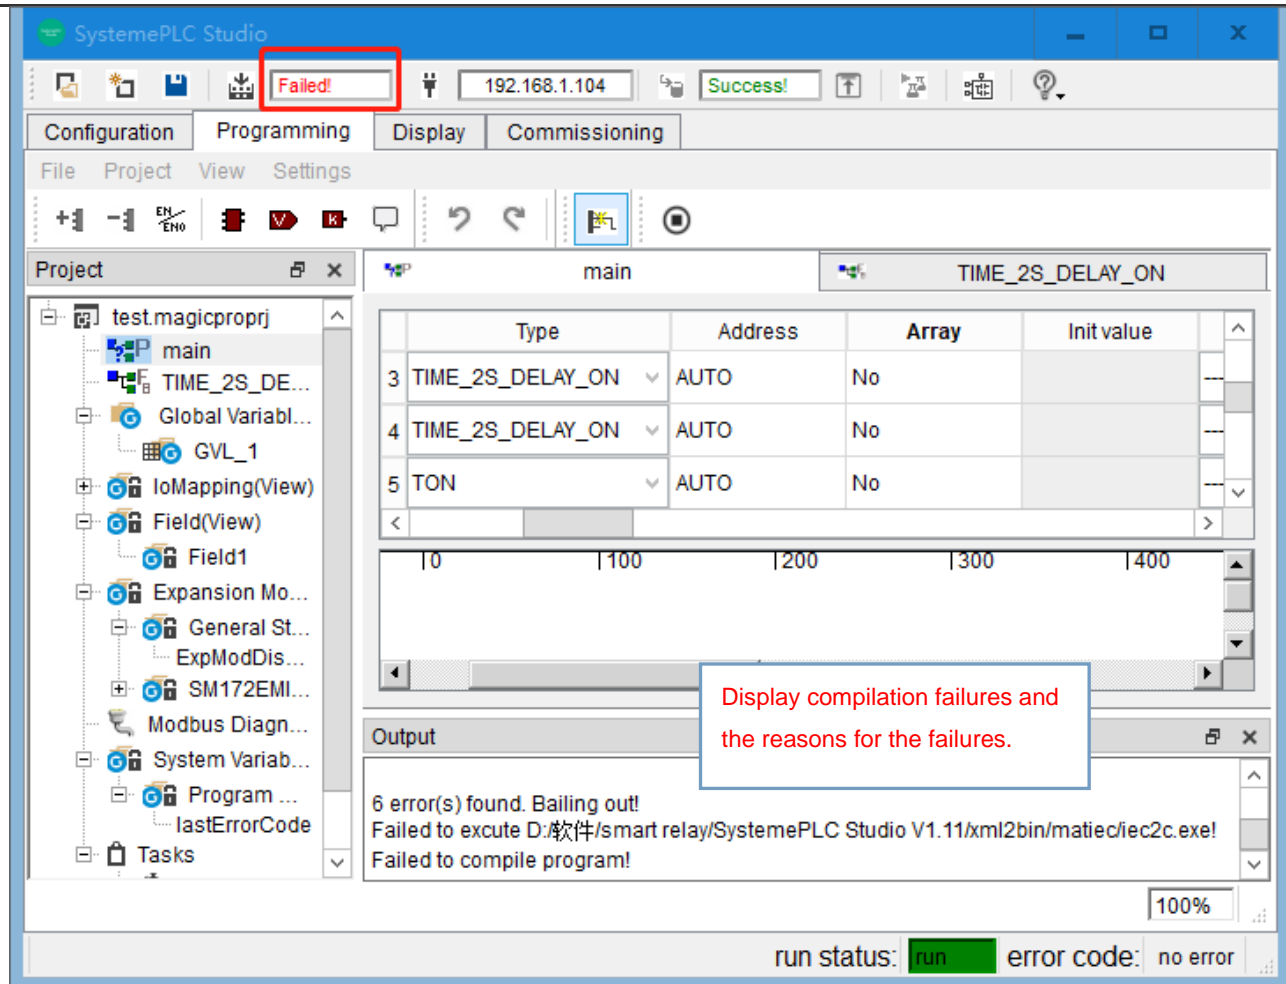 SystemePLC Studio
Failed!
192.168.1.104
Success!
Configuration Programming Display Commissioning
File Project View Settings
EN/ENO V K
Project
main TIME_2S_DELAY_ON
test.magicproprj
main
TIME_2S_DE...
Global Variabl...
GVL_1
IoMapping(View)
Field(View)
Field1
Expansion Mo...
General St...
ExpModDis...
SM172EMI...
Modbus Diagn...
System Variab...
Program ...
lastErrorCode
Tasks
Type Address Array Init value
3 TIME_2S_DELAY_ON AUTO No ---
4 TIME_2S_DELAY_ON AUTO No ---
5 TON AUTO No ---
0 100 200 300 400
Display compilation failures and
the reasons for the failures.
Output
6 error(s) found. Bailing out!
Failed to excute D:/软件/smart relay/SystemePLC Studio V1.11/xml2bin/matiec/iec2c.exe!
Failed to compile program!
100%
run status: run error code: no error